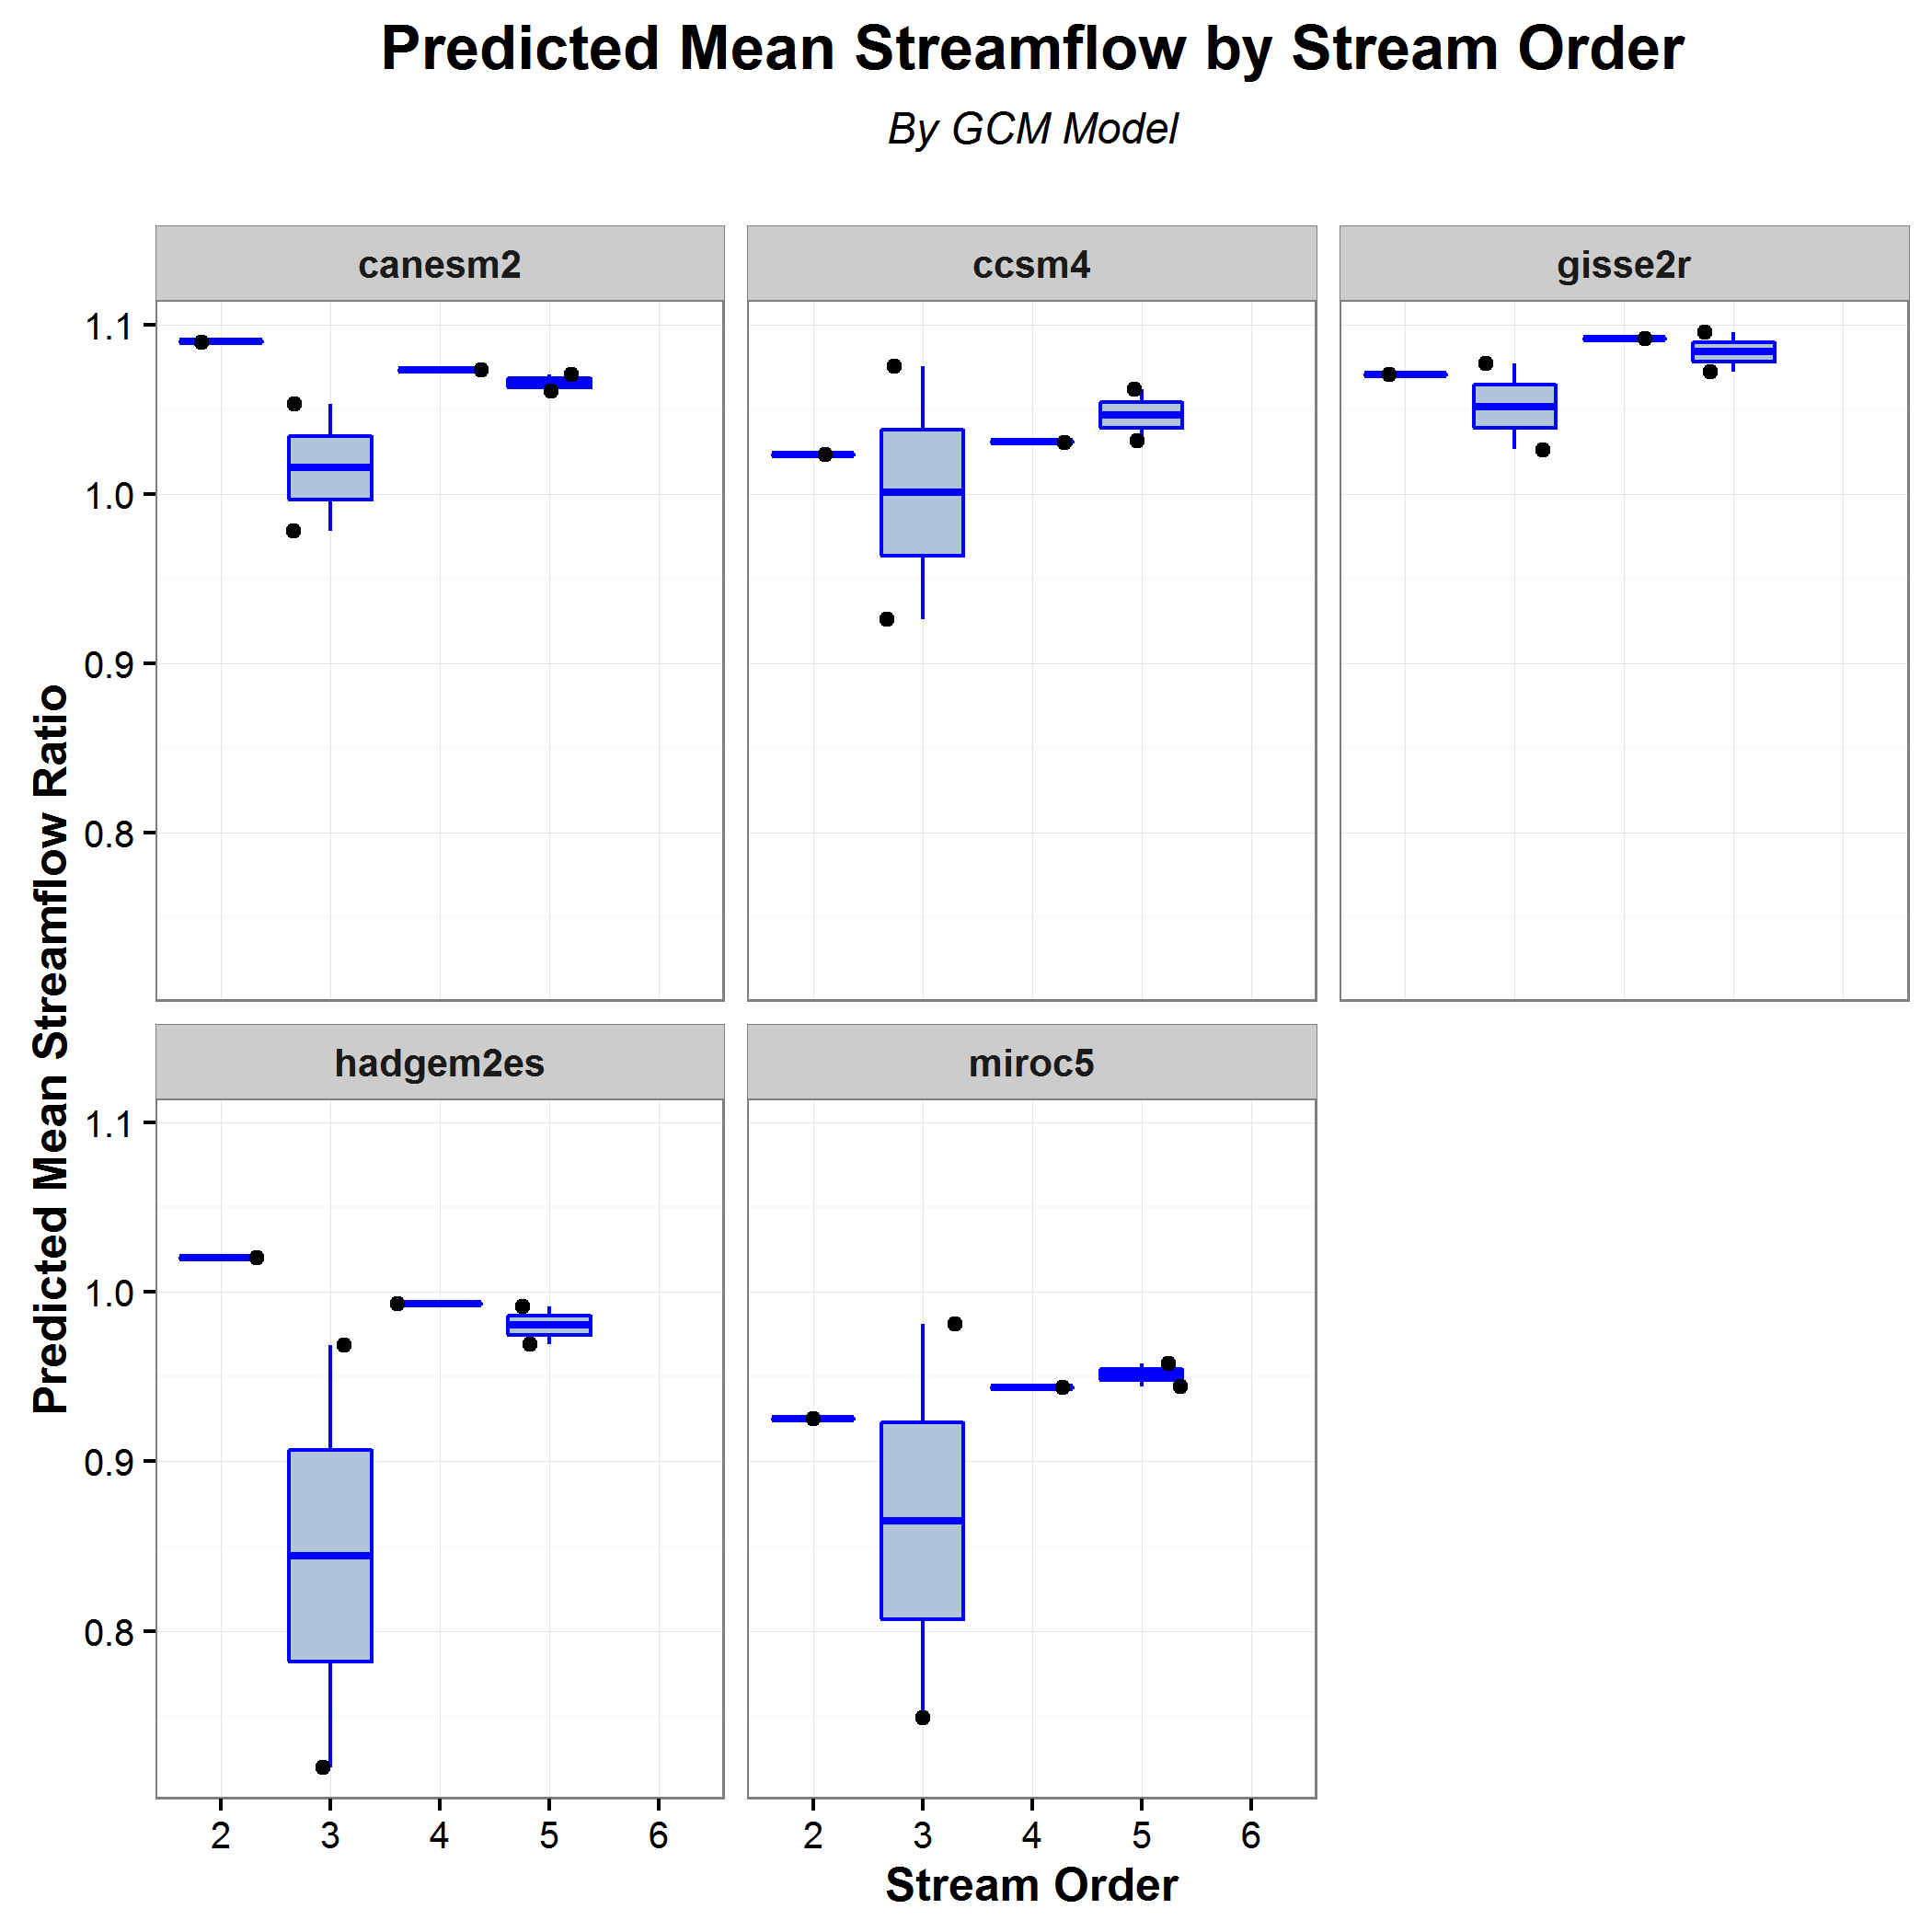 Predicted Mean Streamflow by Stream Order
By GCM Model
canesm2
ccsm4
gisse2r
1.1
1.0
0.9
0.8
Predicted Mean Streamflow Ratio
hadgem2es
miroc5
1.1
1.0
0.9
0.8
2 3 4 5 6
2 3 4 5 6
Stream Order